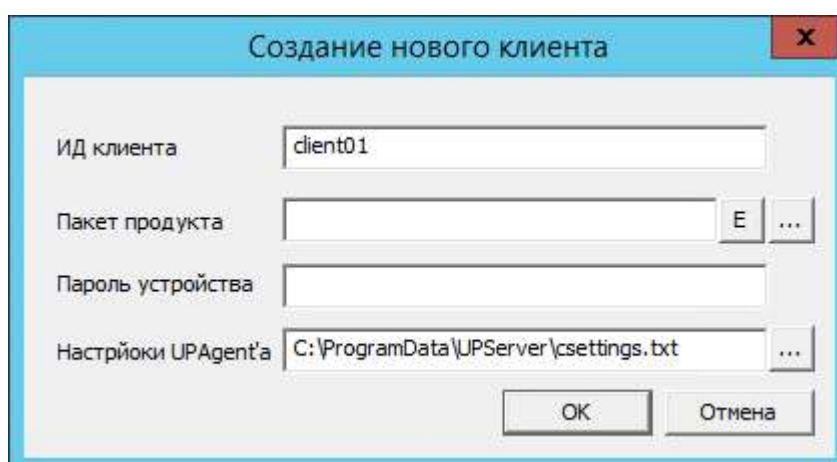 Создание нового клиента x
ИД клиента client01
Пакет продукта E ...
Пароль устройства
Настрйоки UPAgent'а C:\ProgramData\UPServer\csettings.txt ...
OK Отмена